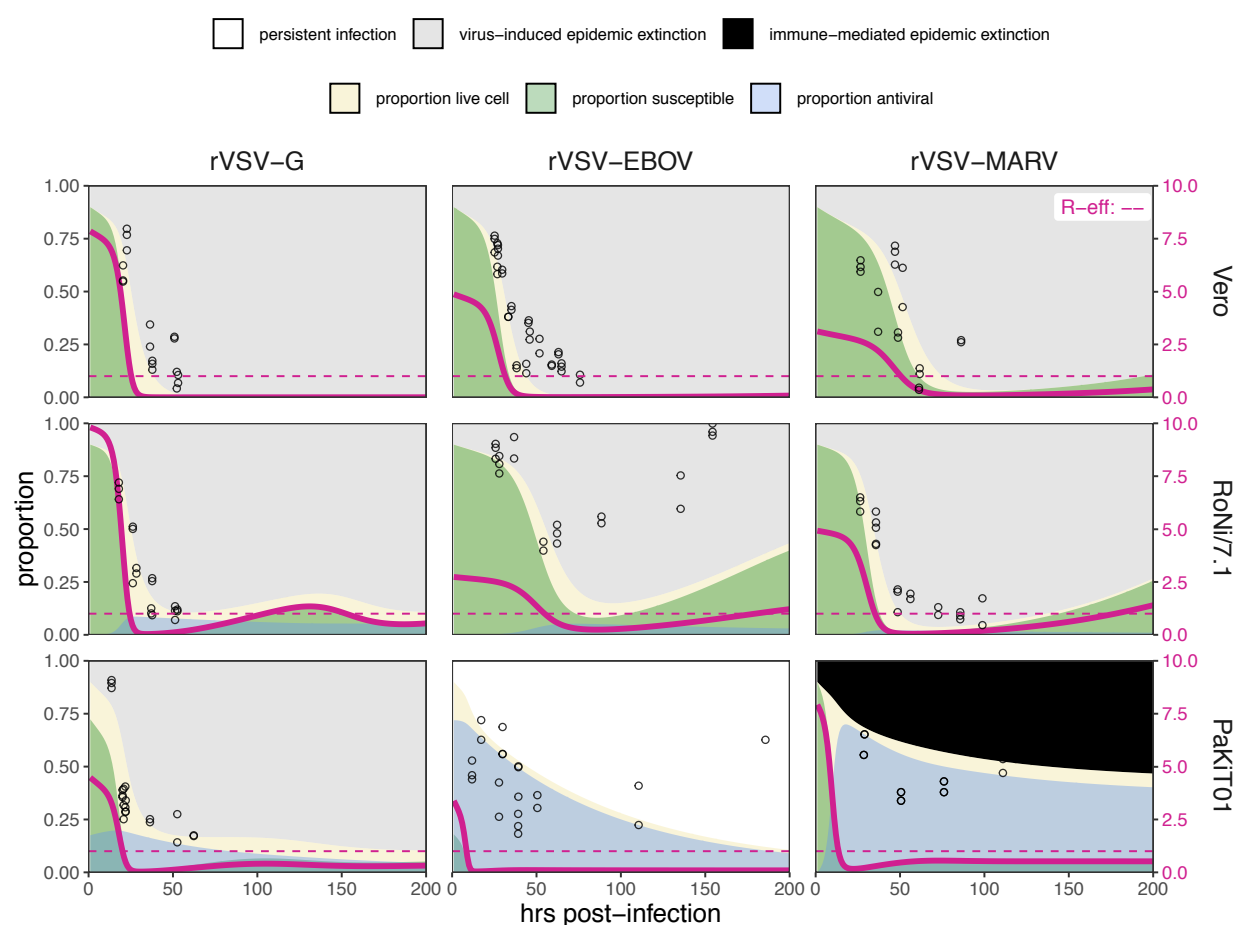 persistent infection virus−induced epidemic extinction immune−mediated epidemic extinction
proportion live cell proportion susceptible proportion antiviral
rVSV−G rVSV−EBOV rVSV−MARV
1.00 10.0
R−eff: −−
0.75 7.5
0.50 5.0
0.25 2.5
0.00 0.0
Vero
1.00 10.0
0.75 7.5
0.50 5.0
0.25 2.5
0.00 0.0
RoNi/7.1
proportion
1.00 10.0
0.75 7.5
0.50 5.0
0.25 2.5
0.00 0.0
PaKiT01
0 50 100 150 200 0 50 100 150 200 0 50 100 150 200
hrs post−infection